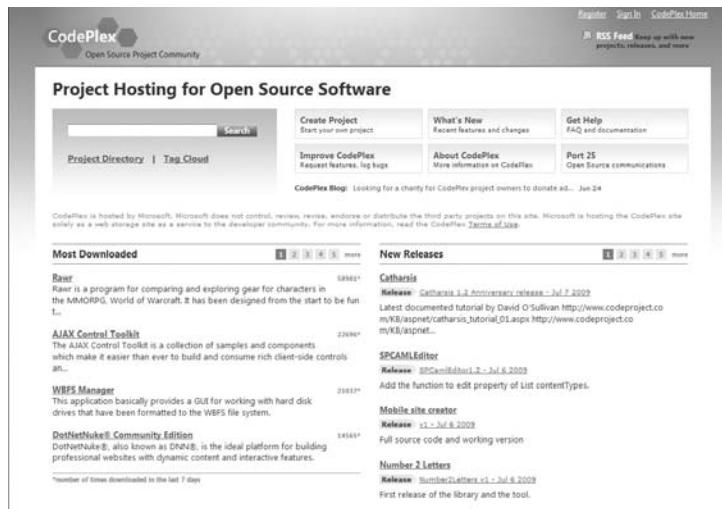 Register Sign In CodePlex Home
CodePlex
Open Source Project Community
RSS Feed Keep up with new
projects, releases, and more
Project Hosting for Open Source Software
Search
Project Directory | Tag Cloud
Create Project
Start your own project
What's New
Recent features and changes
Get Help
FAQ and documentation
Improve CodePlex
Request features, log bugs
About CodePlex
More information on CodePlex
Port 25
Open Source communications
CodePlex Blog: Looking for a charity for CodePlex project owners to donate ad... Jun 24
CodePlex is hosted by Microsoft. Microsoft does not control, review, revise, endorse or distribute the third party projects on this site. Microsoft is hosting the CodePlex site
solely as a web storage site as a service to the developer community. For more information, read the CodePlex Terms of Use.
Most Downloaded 1 2 3 4 5 more
Rawr 58981*
Rawr is a program for comparing and exploring gear for characters in
the MMORPG, World of Warcraft. It has been designed from the start to be fun
t...
AJAX Control Toolkit 22696*
The AJAX Control Toolkit is a collection of samples and components
which make it easier than ever to build and consume rich client-side controls
an...
WBFS Manager 21037*
This application basically provides a GUI for working with hard disk
drives that have been formatted to the WBFS file system.
DotNetNuke® Community Edition 14565*
DotNetNuke®, also known as DNN®, is the ideal platform for building
professional websites with dynamic content and interactive features.
*number of times downloaded in the last 7 days
New Releases 1 2 3 4 5 more
Catharsis
Release Catharsis 1.2 Anniversary release - Jul 7 2009
Latest documented tutorial by David O'Sullivan http://www.codeproject.co
m/KB/aspnet/catharsis_tutorial_01.aspx http://www.codeproject.co
m/KB/aspnet...
SPCAMLEditor
Release SPCamlEditor1.2 - Jul 6 2009
Add the function to edit property of List contentTypes.
Mobile site creator
Release v1 - Jul 6 2009
Full source code and working version
Number 2 Letters
Release Number2Letters v1 - Jul 6 2009
First release of the library and the tool.